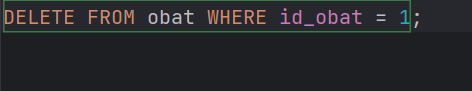 DELETE FROM obat WHERE id_obat = 1;